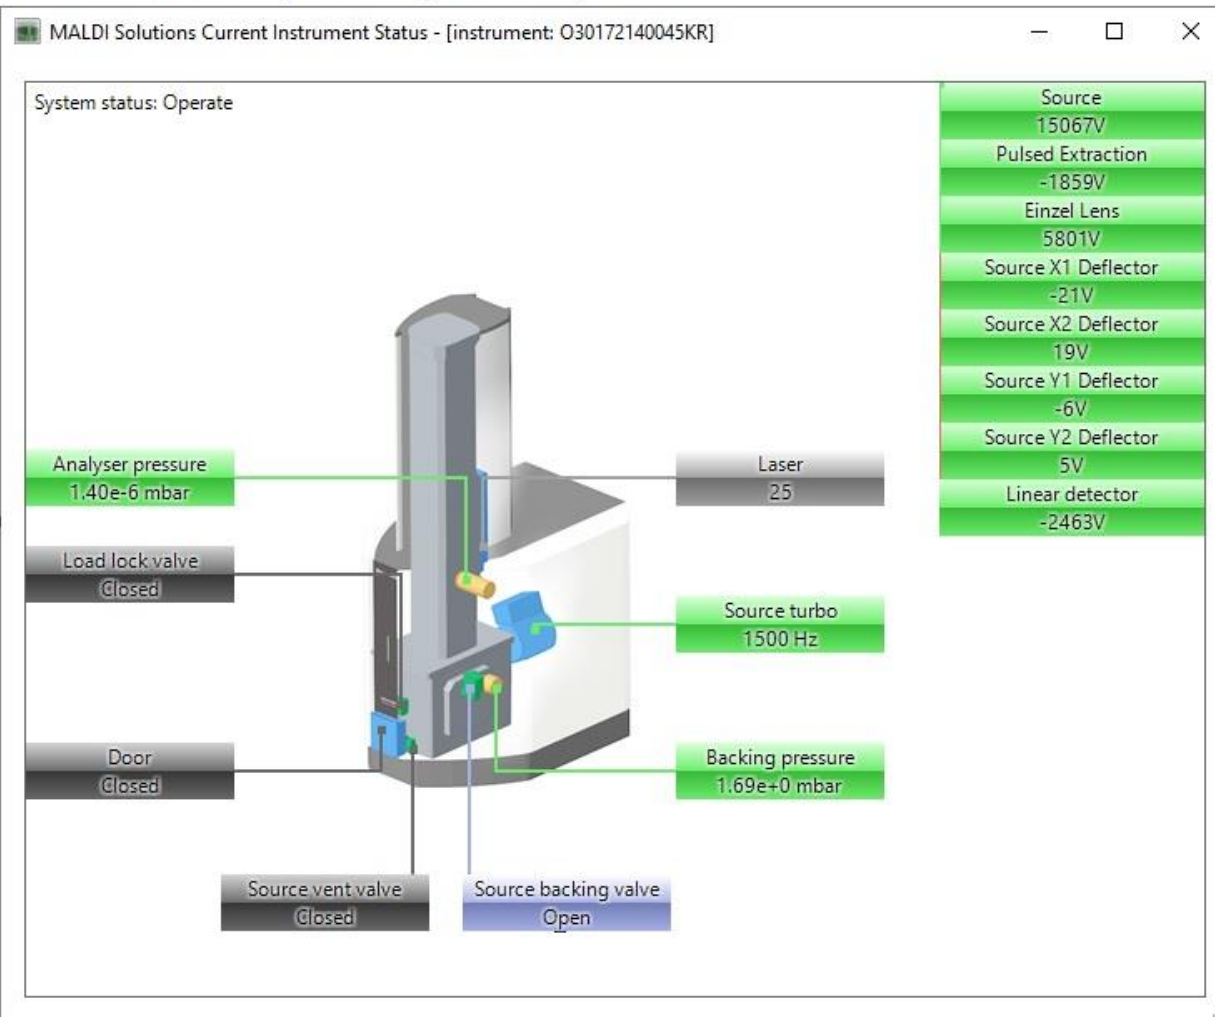 MALDI Solutions Current Instrument Status - [instrument: O30172140045KR]
System status: Operate
Source
15067V
Pulsed Extraction
-1859V
Einzel Lens
5801V
Source X1 Deflector
-21V
Source X2 Deflector
19V
Source Y1 Deflector
-6V
Source Y2 Deflector
5V
Linear detector
-2463V
Analyser pressure
1.40e-6 mbar
Laser
25
Load lock valve
Closed
Source turbo
1500 Hz
Door
Closed
Backing pressure
1.69e+0 mbar
Source vent valve
Closed
Source backing valve
Open